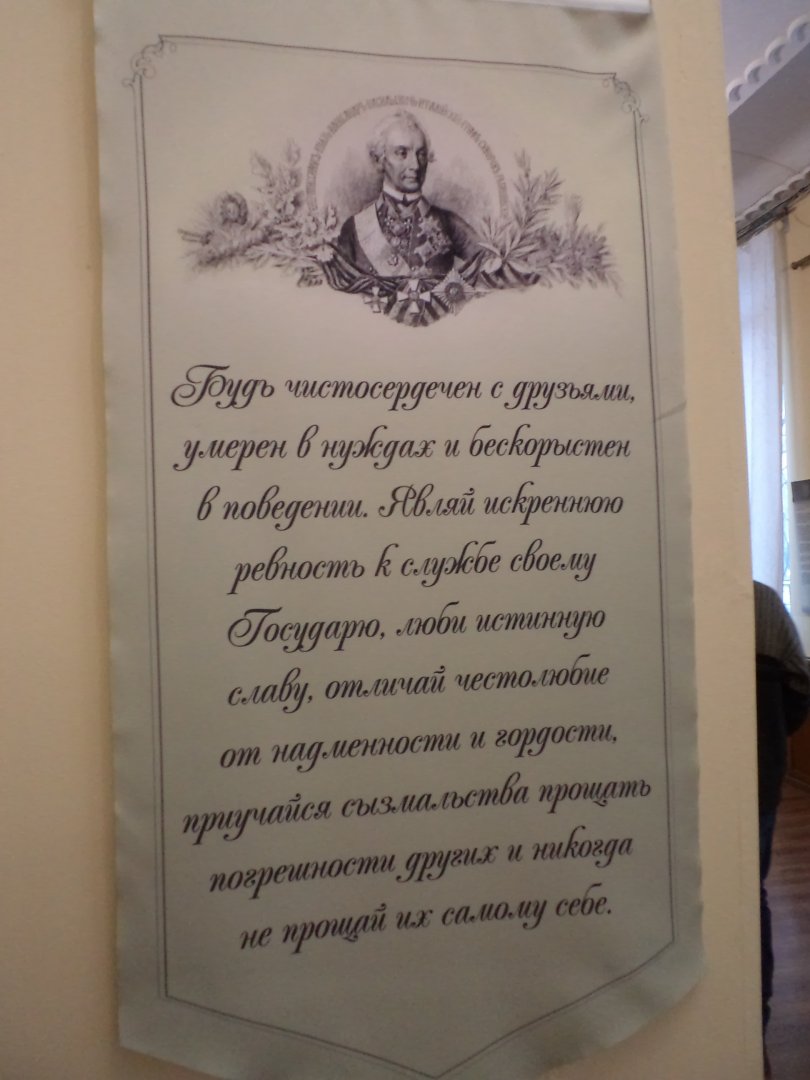 Будь чистосердечен с друзьями,
умерен в нуждах и бескорыстен
в поведении. Являй искреннюю
ревность к службе своему
Государю, люби истинную
славу, отличай честолюбие
от надменности и гордости,
приучайся сызмальства прощать
погрешности других и никогда
не прощай их самому себе.